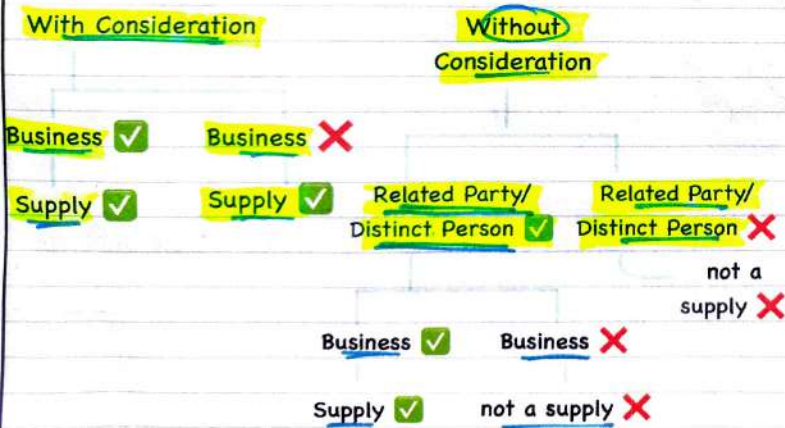 With Consideration
Without
Consideration
Business ✅ Business ❌
Supply ✅ Supply ✅
Related Party/
Distinct Person ✅
Related Party/
Distinct Person ❌
not a
supply ❌
Business ✅ Business ❌
Supply ✅ not a supply ❌